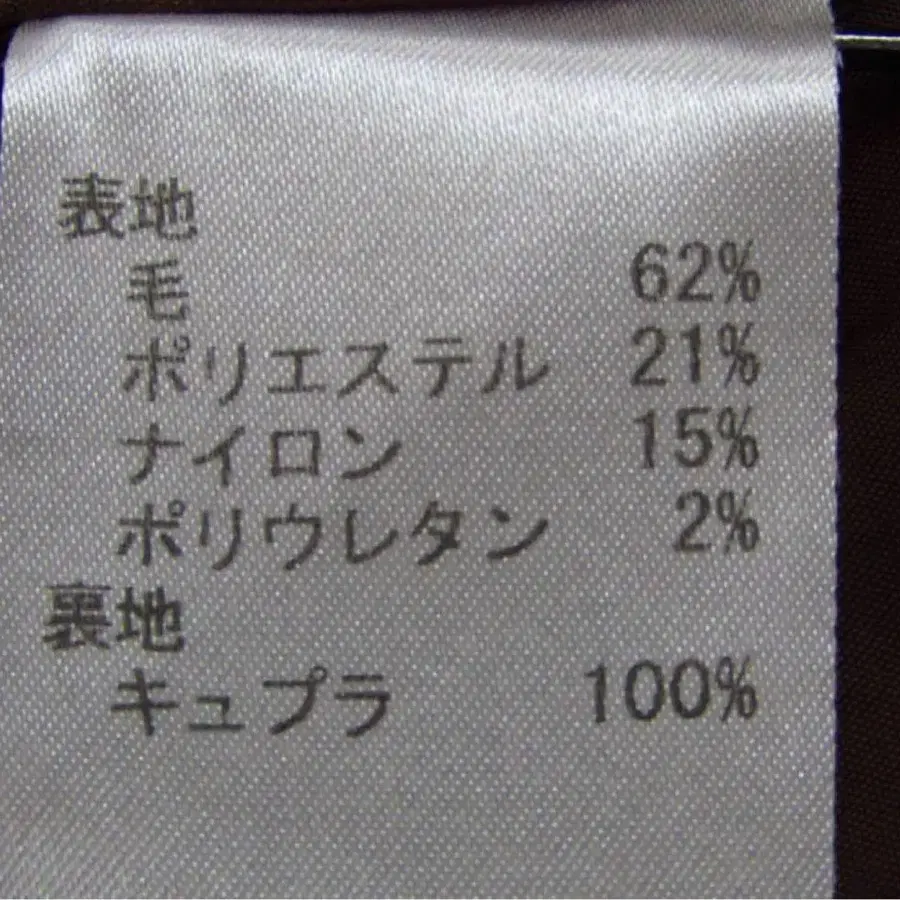 表地
毛 62%
ポリエステル 21%
ナイロン 15%
ポリウレタン 2%
裏地
キュプラ 100%